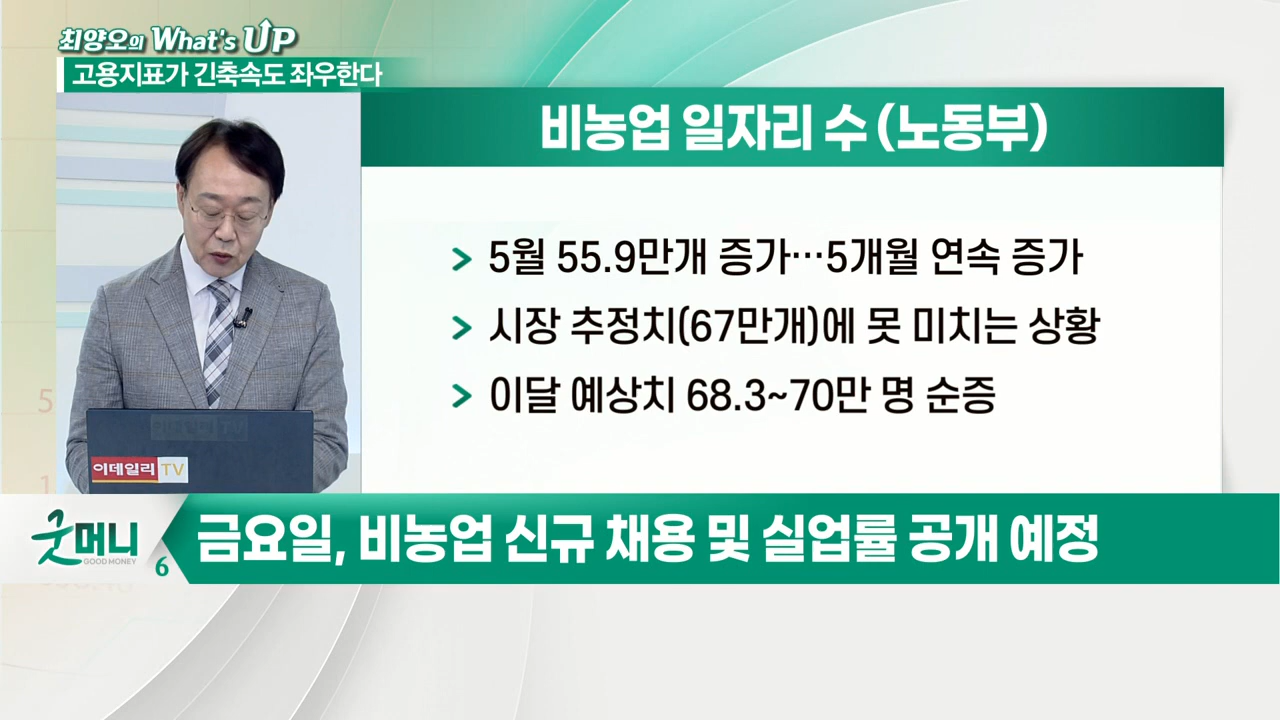 최양오의 What's UP
고용지표가 긴축속도 좌우한다
비농업 일자리 수 (노동부)
> 5월 55.9만개 증가…5개월 연속 증가
> 시장 추정치(67만개)에 못 미치는 상황
> 이달 예상치 68.3~70만 명 순증
이데일리 TV
굿머니
GOOD MONEY
6
금요일, 비농업 신규 채용 및 실업률 공개 예정